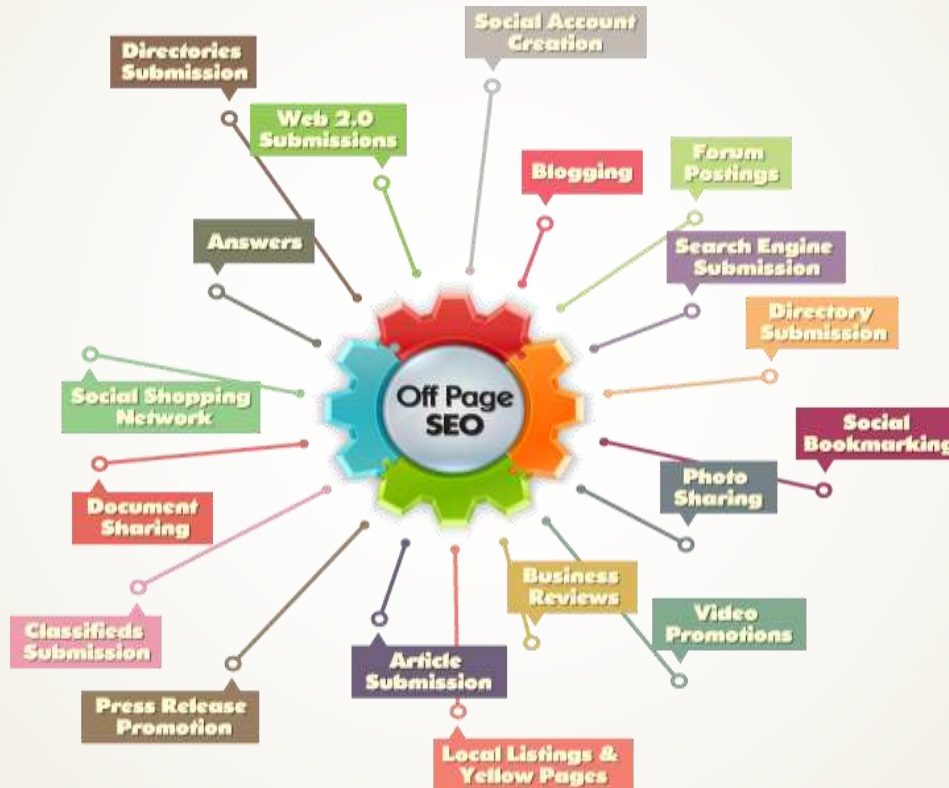 Social Account
Creation
Directories
Submission
Web 2.0
Submissions
Blogging
Forum
Postings
Answers
Search Engine
Submission
Directory
Submission
Off Page
SEO
Social Shopping
Network
Social
Bookmarking
Photo
Sharing
Document
Sharing
Business
Reviews
Video
Promotions
Classifieds
Submission
Article
Submission
Press Release
Promotion
Local Listings &
Yellow Pages